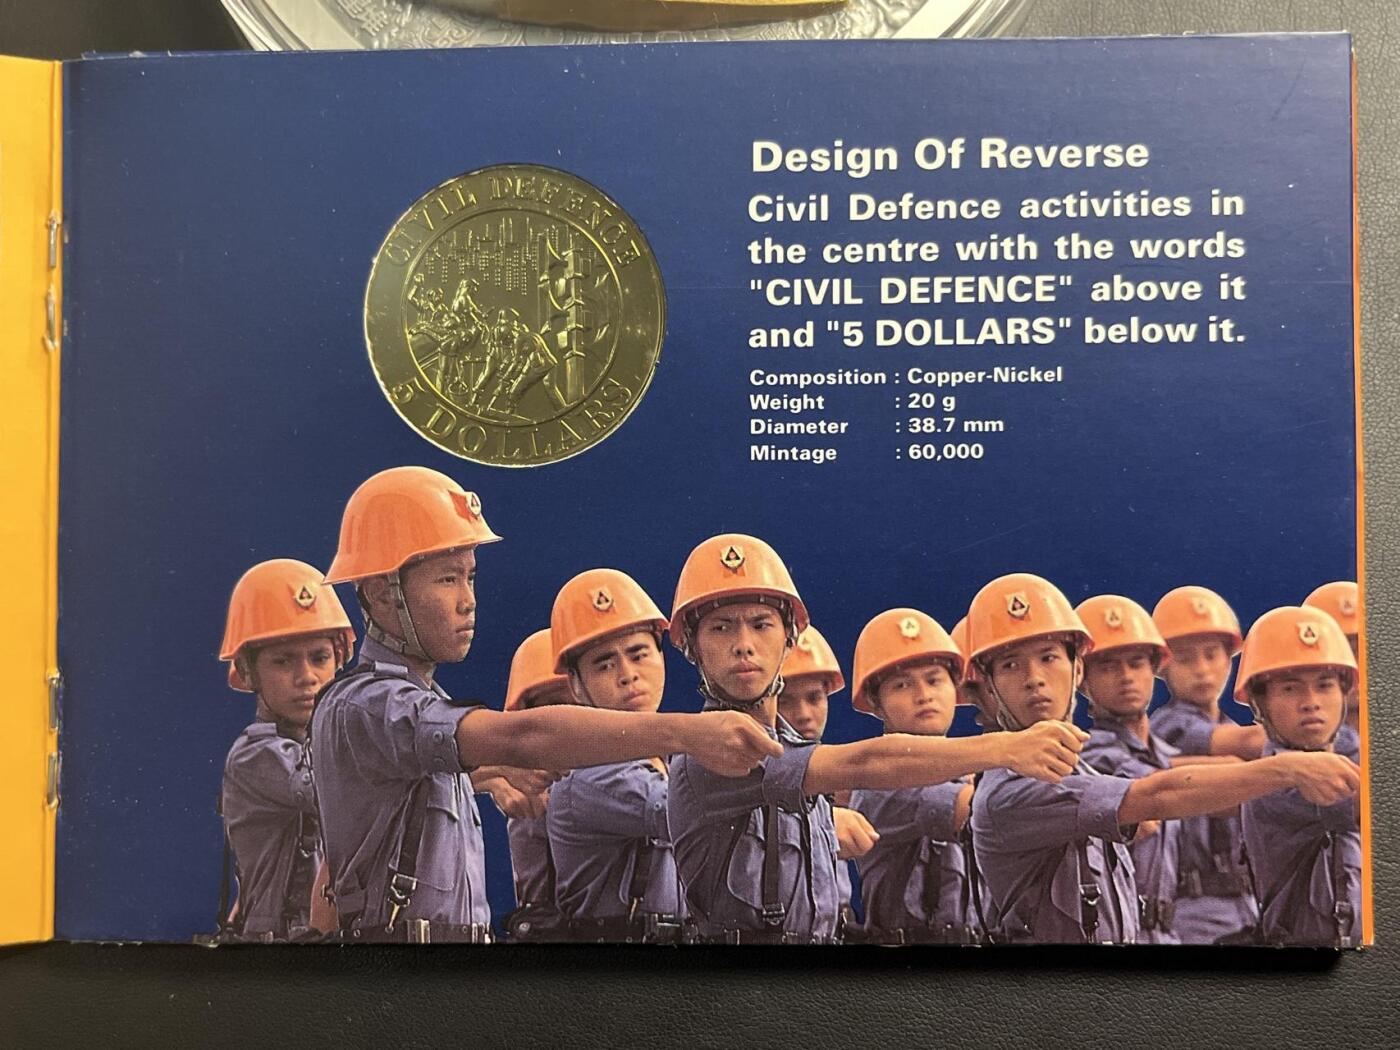 CIVIL DEFENCE
5 DOLLARS
Design Of Reverse
Civil Defence activities in
the centre with the words
"CIVIL DEFENCE" above it
and "5 DOLLARS" below it.
Composition : Copper-Nickel
Weight : 20 g
Diameter : 38.7 mm
Mintage : 60,000